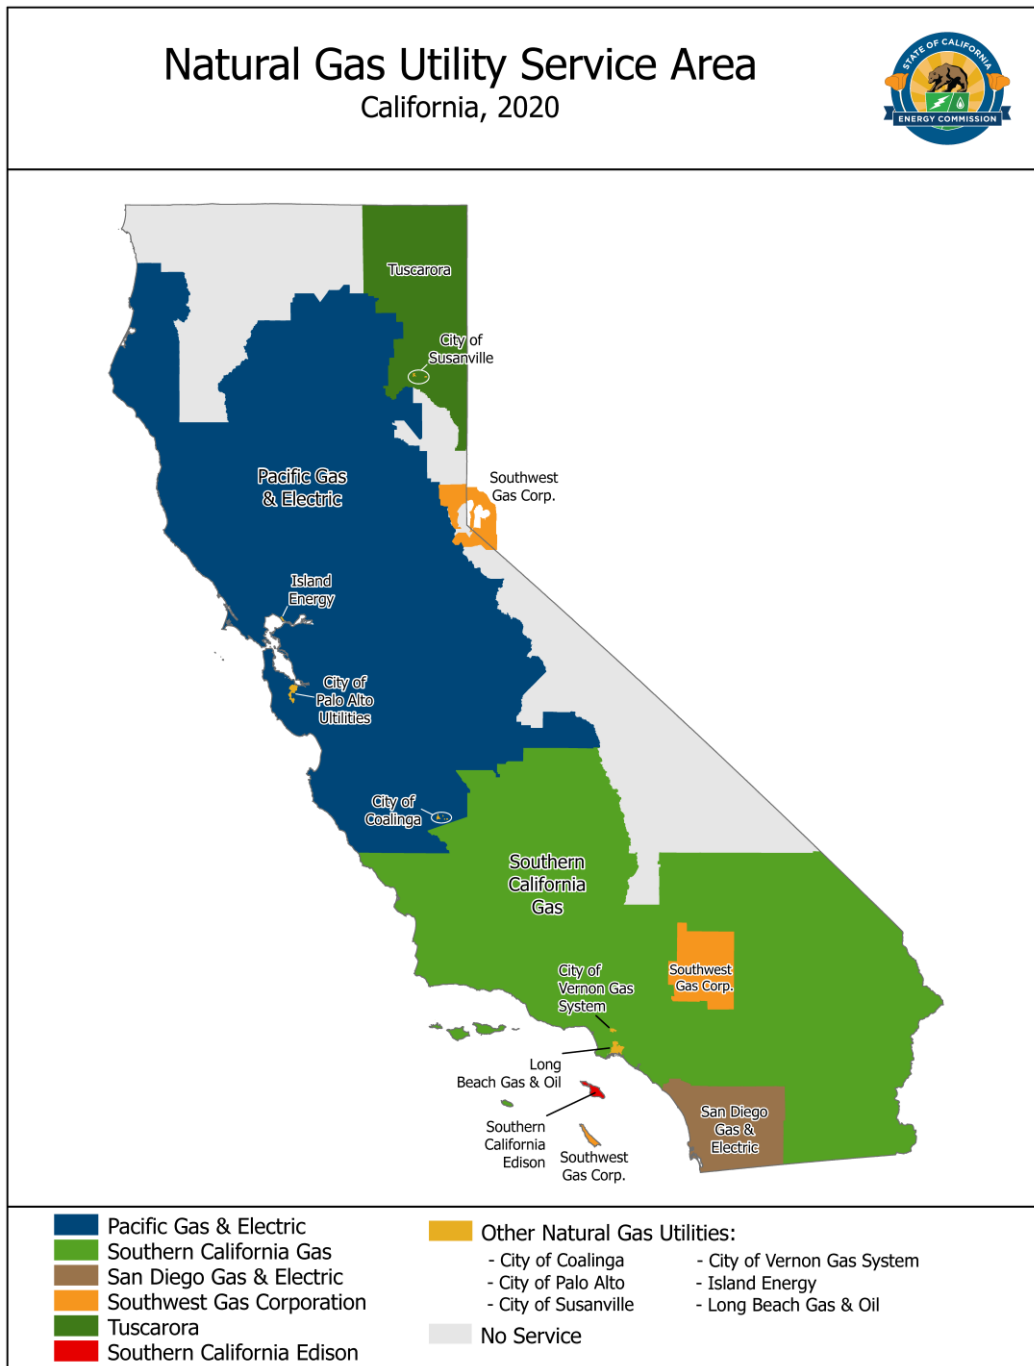 Natural Gas Utility Service Area
California, 2020
STATE OF CALIFORNIA
ENERGY COMMISSION
Tuscarora
City of
Susanville
Pacific Gas
& Electric
Southwest
Gas Corp.
Island
Energy
City of
Palo Alto
Ultilities
City of
Coalinga
Southern
California
Gas
Southwest
Gas Corp.
City of
Vernon Gas
System
Long
Beach Gas & Oil
Southern
California
Edison
Southwest
Gas Corp.
San Diego
Gas &
Electric
Pacific Gas & Electric
Southern California Gas
San Diego Gas & Electric
Southwest Gas Corporation
Tuscarora
Southern California Edison
Other Natural Gas Utilities:
- City of Coalinga
- City of Palo Alto
- City of Susanville
- City of Vernon Gas System
- Island Energy
- Long Beach Gas & Oil
No Service